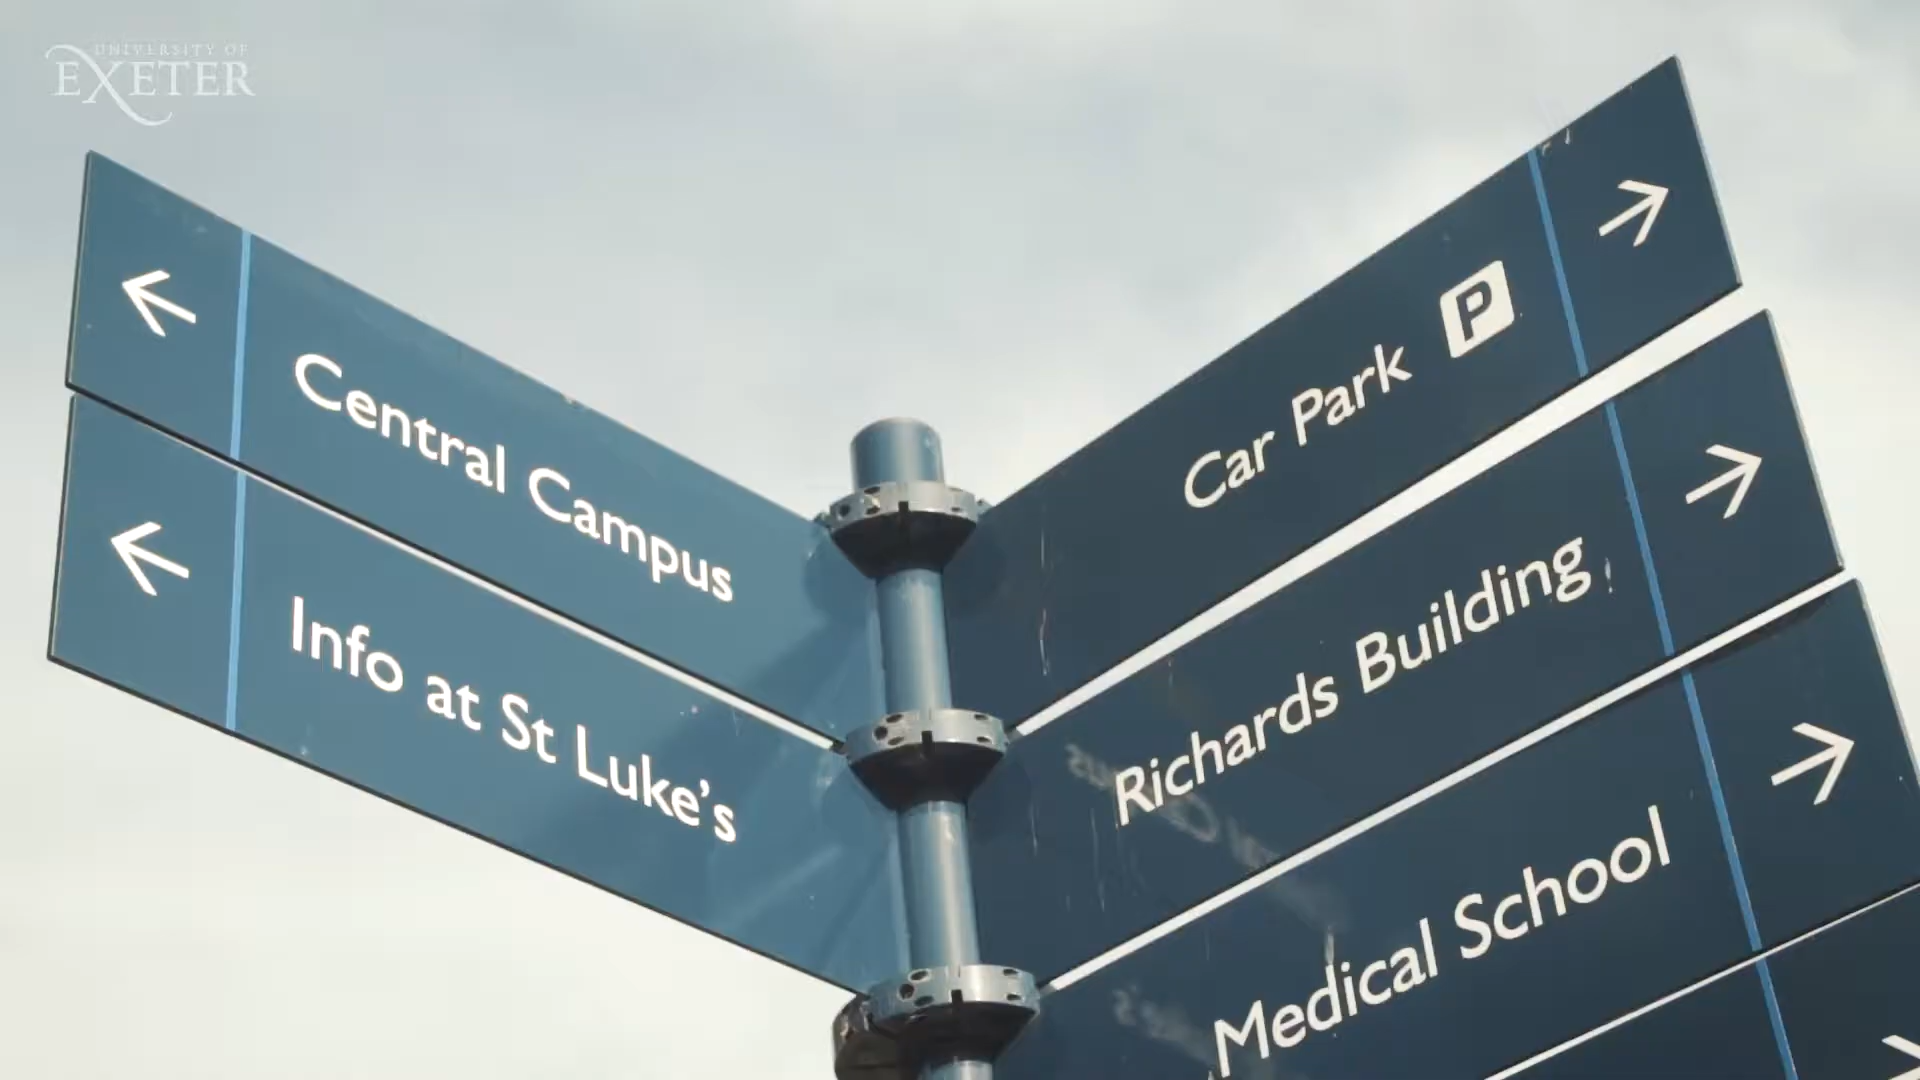 UNIVERSITY OF
EXETER
Central Campus
Info at St Luke's
Car Park P
Richards Building
Medical School